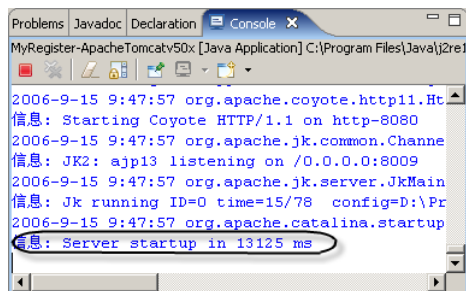 Problems Javadoc Declaration Console
MyRegister-ApacheTomcatv50x [Java Application] C:\Program Files\Java\j2re1
2006-9-15 9:47:57 org.apache.coyote.http11.Ht
信息: Starting Coyote HTTP/1.1 on http-8080
2006-9-15 9:47:57 org.apache.jk.common.Channe
信息: JK2: ajp13 listening on /0.0.0.0:8009
2006-9-15 9:47:57 org.apache.jk.server.JkMain
信息: Jk running ID=0 time=15/78 config=D:\Pr
2006-9-15 9:47:57 org.apache.catalina.startup
信息: Server startup in 13125 ms